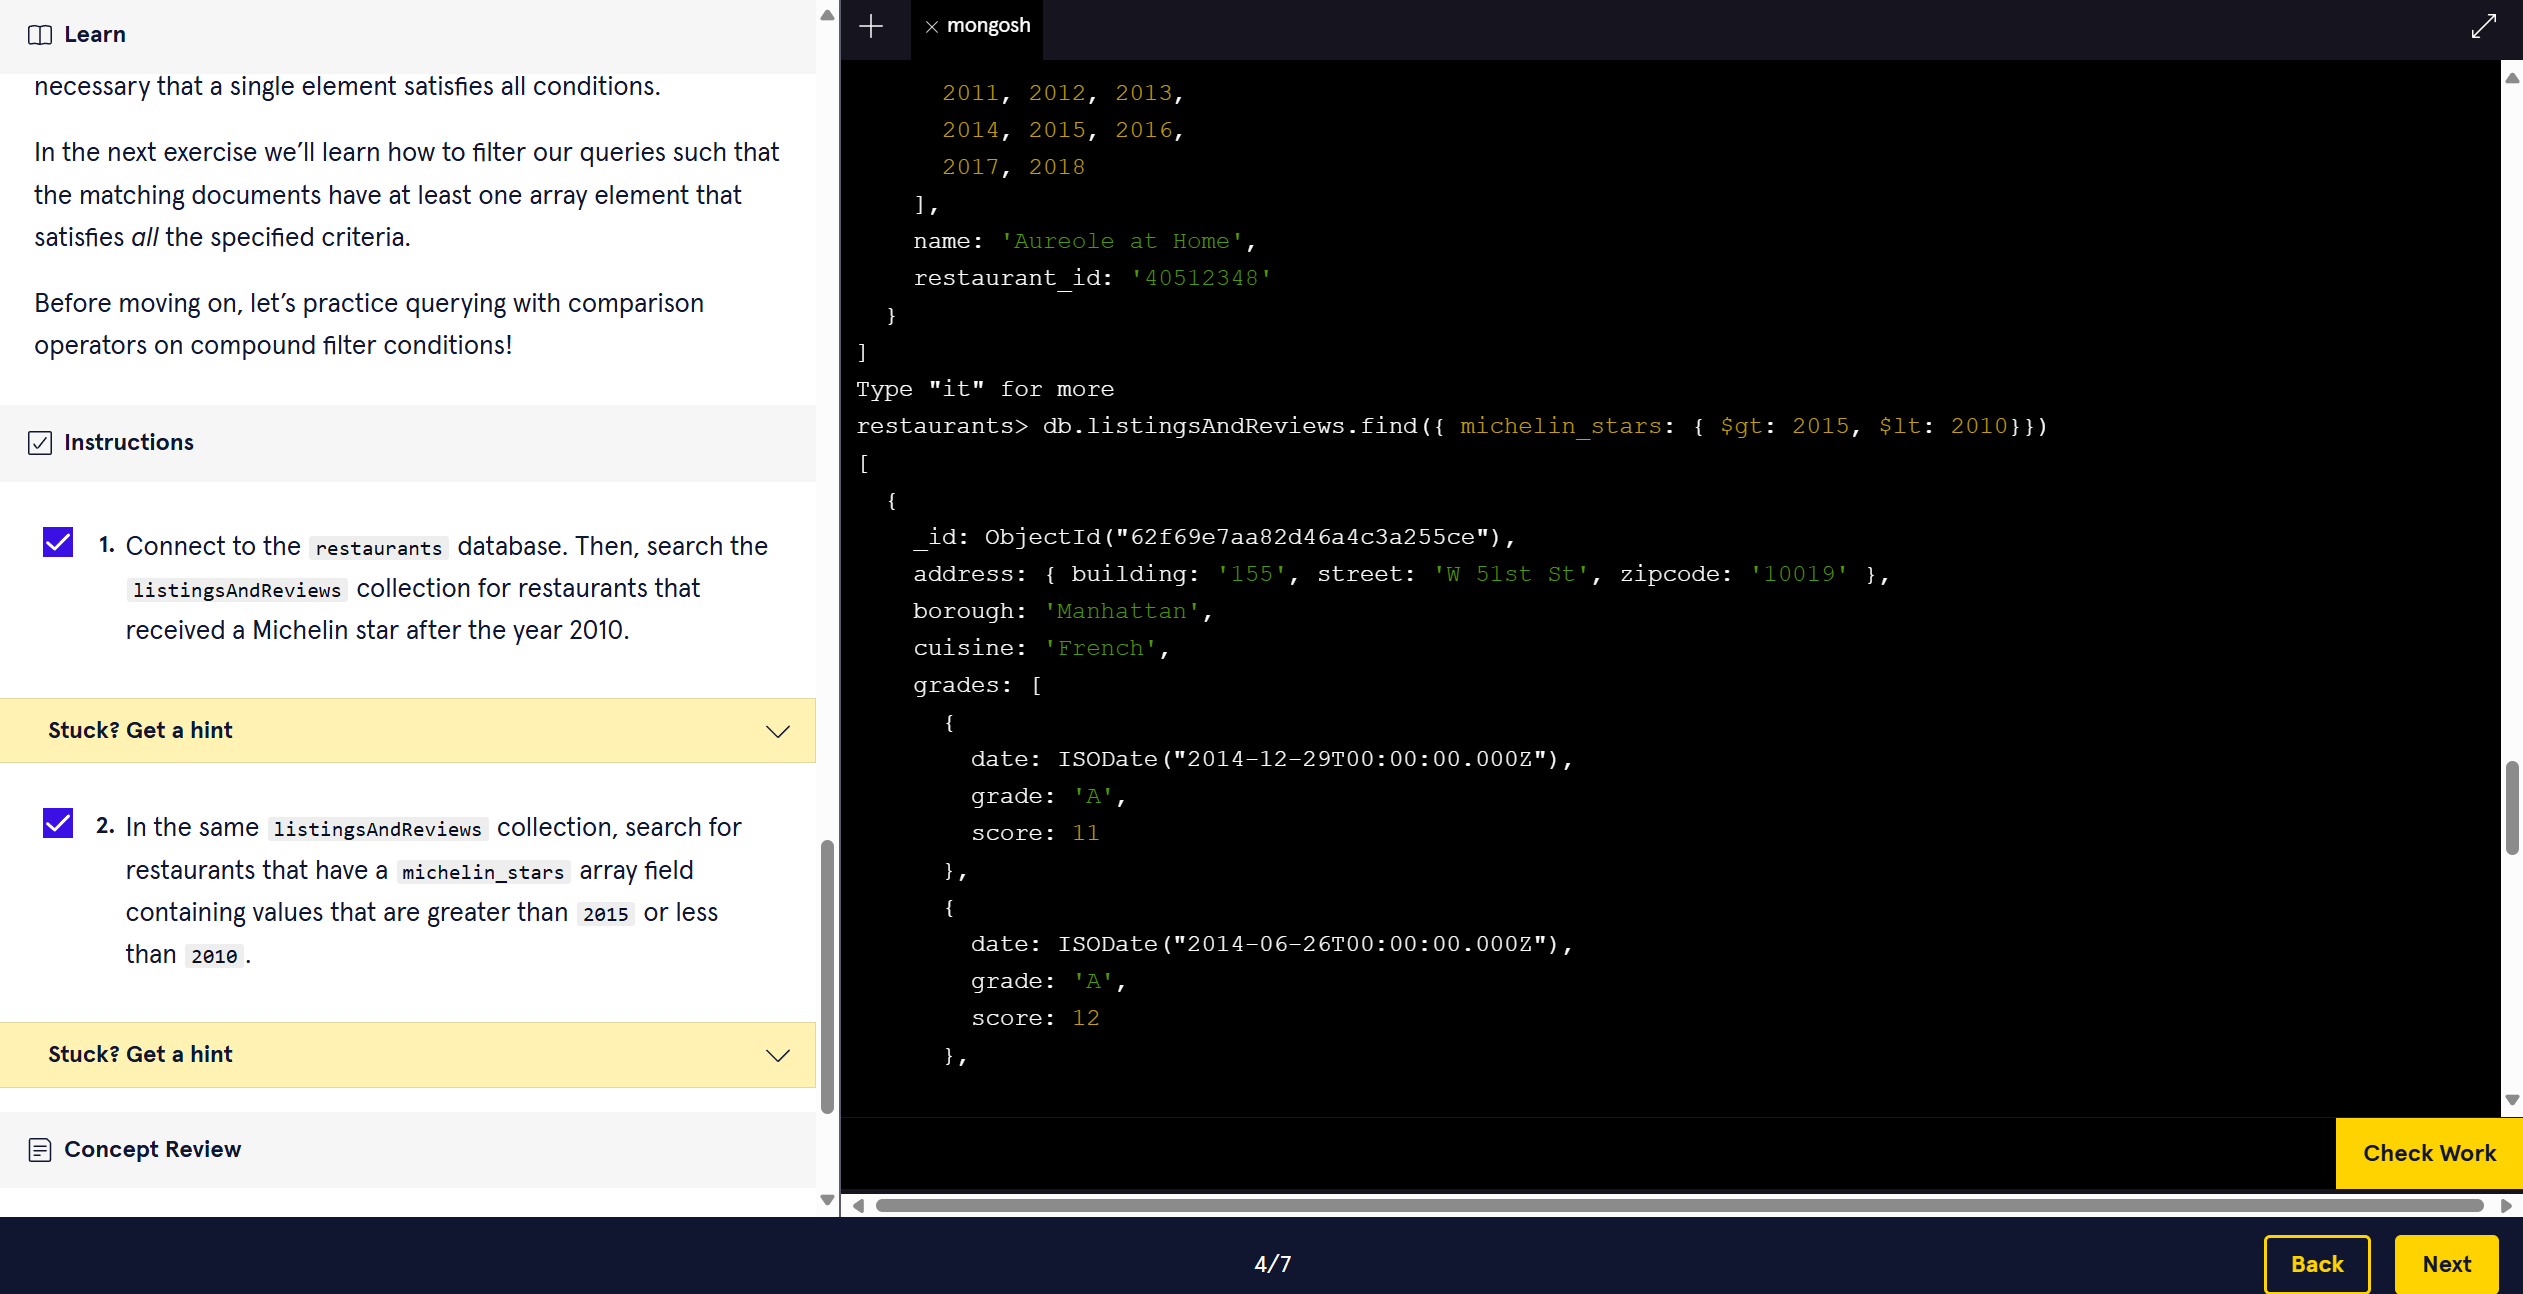 Learn
necessary that a single element satisfies all conditions.
In the next exercise we’ll learn how to filter our queries such that
the matching documents have at least one array element that
satisfies all the specified criteria.
Before moving on, let’s practice querying with comparison
operators on compound filter conditions!
Instructions
1. Connect to the restaurants database. Then, search the
listingsAndReviews collection for restaurants that
received a Michelin star after the year 2010.
Stuck? Get a hint
2. In the same listingsAndReviews collection, search for
restaurants that have a michelin_stars array field
containing values that are greater than 2015 or less
than 2010.
Stuck? Get a hint
Concept Review
mongosh
2011, 2012, 2013,
2014, 2015, 2016,
2017, 2018
],
name: 'Aureole at Home',
restaurant_id: '40512348'
}
]
Type "it" for more
restaurants> db.listingsAndReviews.find({ michelin_stars: { $gt: 2015, $lt: 2010}})
[
{
_id: ObjectId("62f69e7aa82d46a4c3a255ce"),
address: { building: '155', street: 'W 51st St', zipcode: '10019' },
borough: 'Manhattan',
cuisine: 'French',
grades: [
{
date: ISODate("2014-12-29T00:00:00.000Z"),
grade: 'A',
score: 11
},
{
date: ISODate("2014-06-26T00:00:00.000Z"),
grade: 'A',
score: 12
},
Check Work
4/7
Back
Next